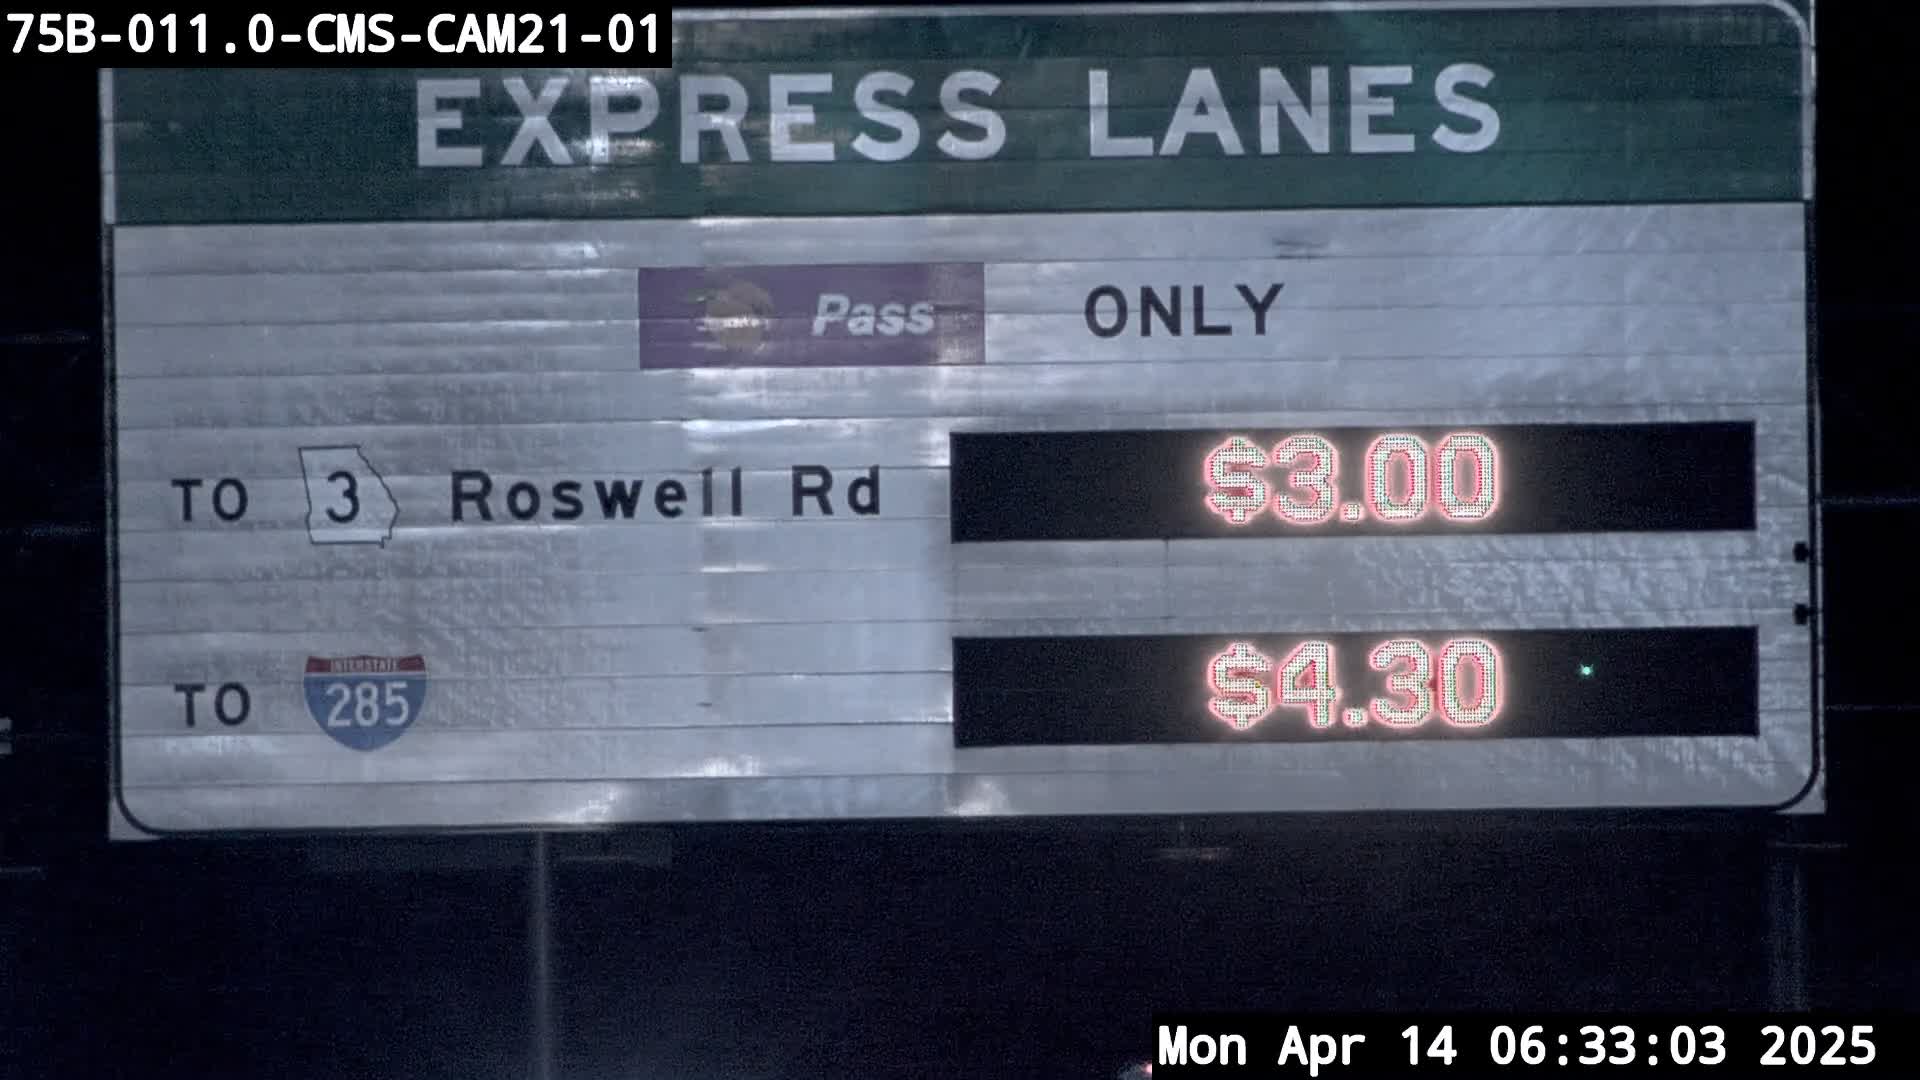 75B-011.0-CMS-CAM21-01
EXPRESS LANES
Pass ONLY
TO 3 Roswell Rd $3.00
TO INTERSTATE 285 $4.30
Mon Apr 14 06:33:03 2025